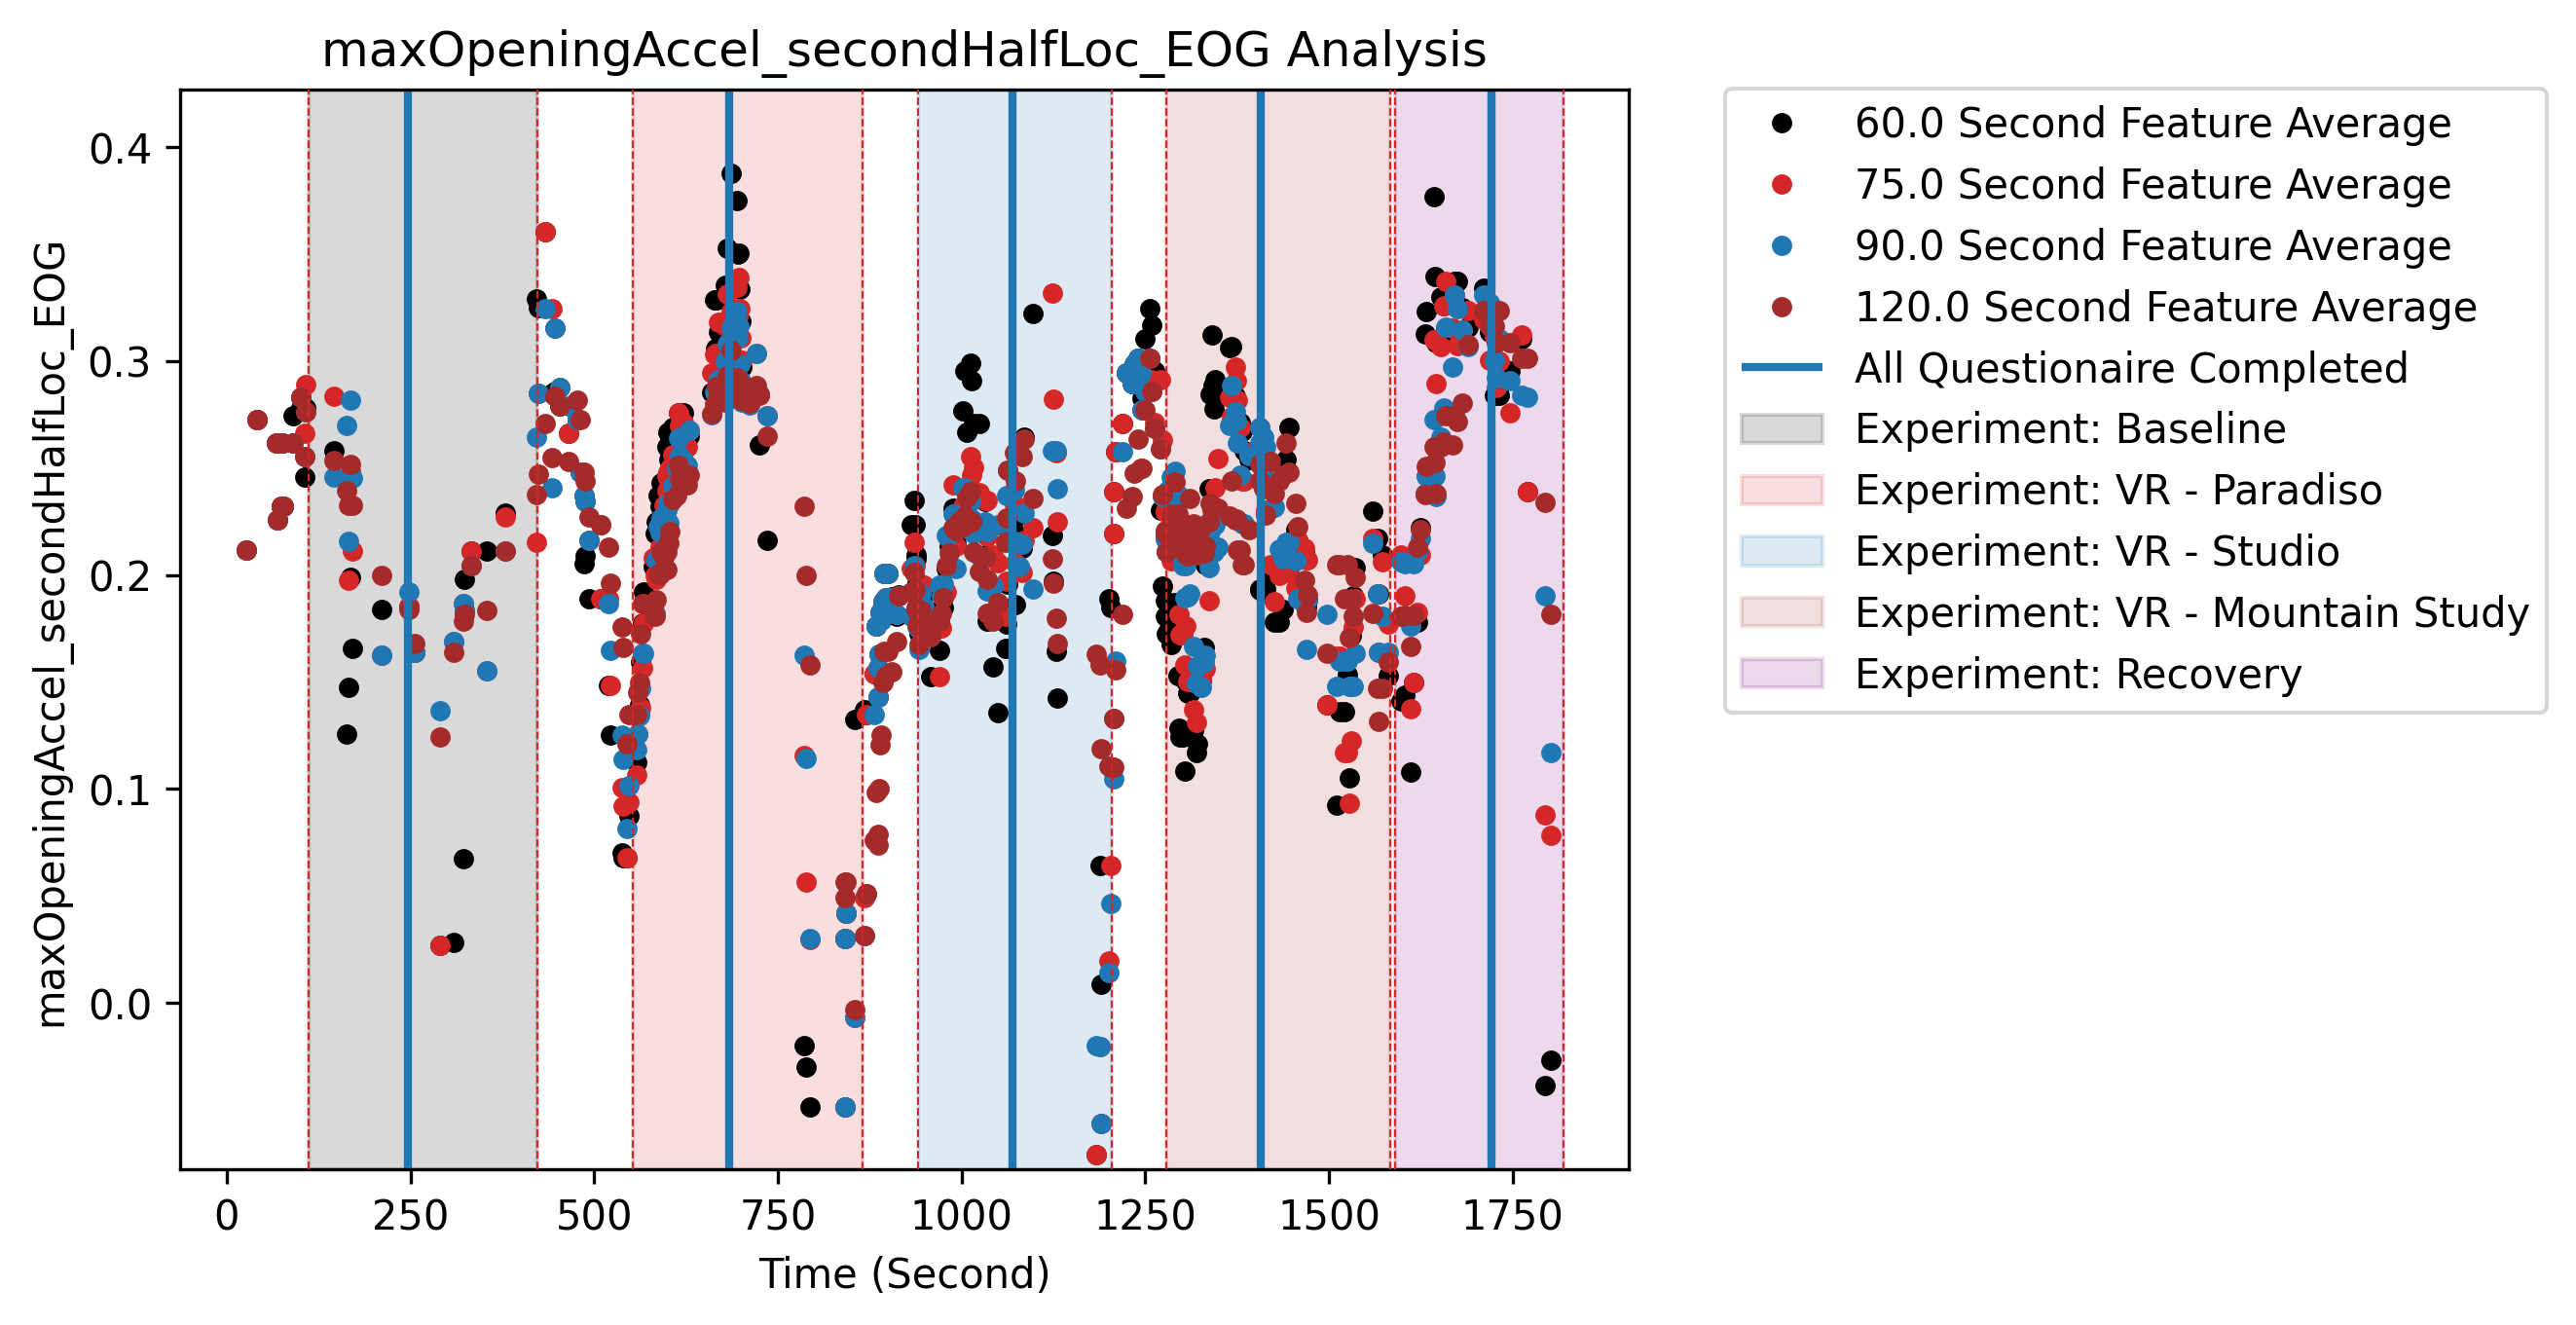 maxOpeningAccel_secondHalfLoc_EOG Analysis
maxOpeningAccel_secondHalfLoc_EOG
0.4
0.3
0.2
0.1
0.0
0 250 500 750 1000 1250 1500 1750
Time (Second)
60.0 Second Feature Average
75.0 Second Feature Average
90.0 Second Feature Average
120.0 Second Feature Average
All Questionaire Completed
Experiment: Baseline
Experiment: VR - Paradiso
Experiment: VR - Studio
Experiment: VR - Mountain Study
Experiment: Recovery